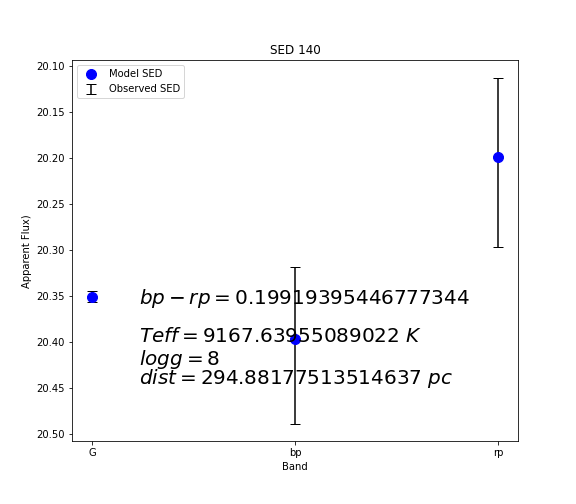 SED 140
20.10
Model SED
Observed SED
20.15
20.20
20.25
20.30
20.35
20.40
20.45
20.50
Apparent Flux)
bp − rp = 0.19919395446777344
Teff = 9167.63955089022 K
logg = 8
dist = 294.88177513514637 pc
G bp rp
Band